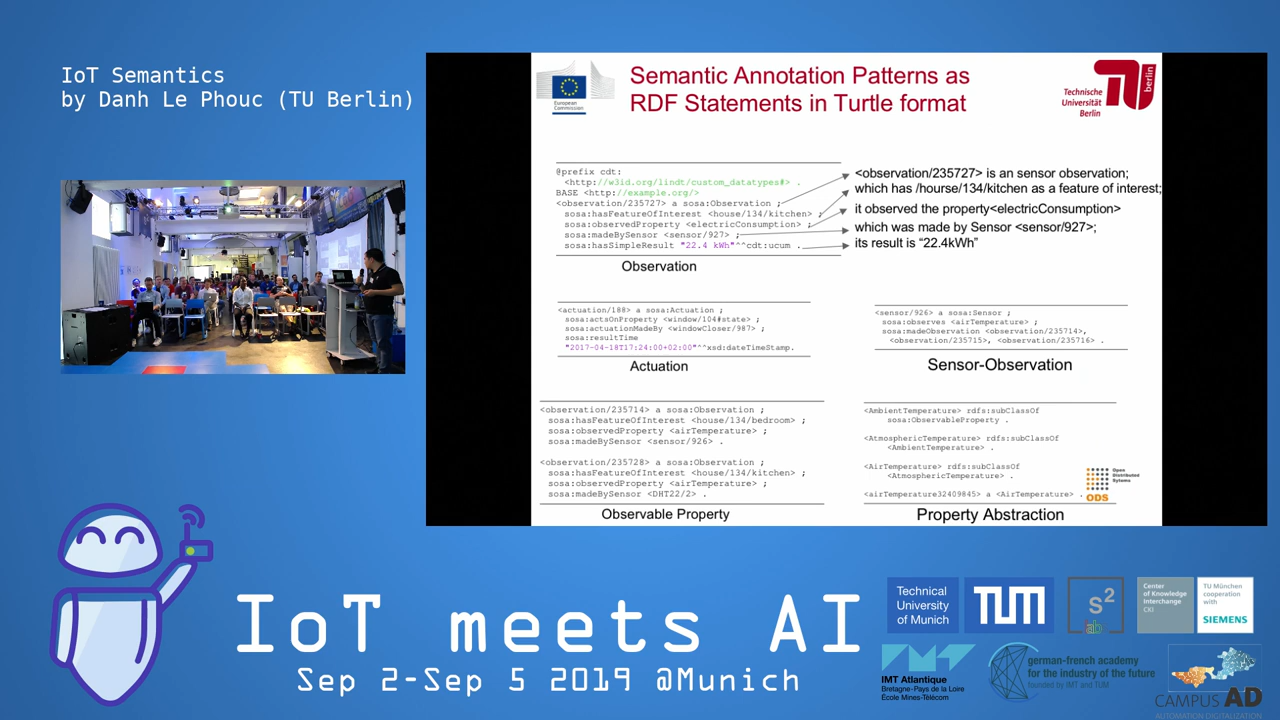 IoT Semantics
by Danh Le Phouc (TU Berlin)
European
Commission
Semantic Annotation Patterns as
RDF Statements in Turtle format
Technische
Universität
Berlin
berlin
@prefix cdt:
<http://w3id.org/lindt/custom_datatypes#> .
BASE <http://example.org/>
<observation/235727> a sosa:Observation ;
sosa:hasFeatureOfInterest <house/134/kitchen> ;
sosa:observedProperty <electricConsumption> ;
sosa:madeBySensor <sensor/927> ;
sosa:hasSimpleResult "22.4 kWh"^^cdt:ucum .
Observation
<observation/235727> is an sensor observation;
which has /hourse/134/kitchen as a feature of interest;
it observed the property<electricConsumption>
which was made by Sensor <sensor/927>;
its result is “22.4kWh”
<actuation/188> a sosa:Actuation ;
sosa:actsOnProperty <window/104#state> ;
sosa:actuationMadeBy <windowCloser/987> ;
sosa:resultTime
"2017-04-18T17:24:00+02:00"^^xsd:dateTimeStamp.
Actuation
<sensor/926> a sosa:Sensor ;
sosa:observes <airTemperature> ;
sosa:madeObservation <observation/235714>,
<observation/235715>, <observation/235716> .
Sensor-Observation
<observation/235714> a sosa:Observation ;
sosa:hasFeatureOfInterest <house/134/bedroom> ;
sosa:observedProperty <airTemperature> ;
sosa:madeBySensor <sensor/926> .
<observation/235728> a sosa:Observation ;
sosa:hasFeatureOfInterest <house/134/kitchen> ;
sosa:observedProperty <airTemperature> ;
sosa:madeBySensor <DHT22/2> .
Observable Property
<AmbientTemperature> rdfs:subClassOf
sosa:ObservableProperty .
<AtmosphericTemperature> rdfs:subClassOf
<AmbientTemperature> .
<AirTemperature> rdfs:subClassOf
<AtmosphericTemperature> .
<airTemperature32409845> a <AirTemperature> .
Open
Distributed
Sytems
ODS
Property Abstraction
IoT meets AI
Sep 2-Sep 5 2019 @Munich
Technical
University
of Munich
TUM
s2
lab
Center
of Knowledge
Interchange
CKI
TU München
cooperation
with
SIEMENS
IMT Atlantique
Bretagne-Pays de la Loire
École Mines-Télécom
german-french academy
for the industry of the future
founded by IMT and TUM
CAMPUS AD
AUTOMATION DIGITALIZATION